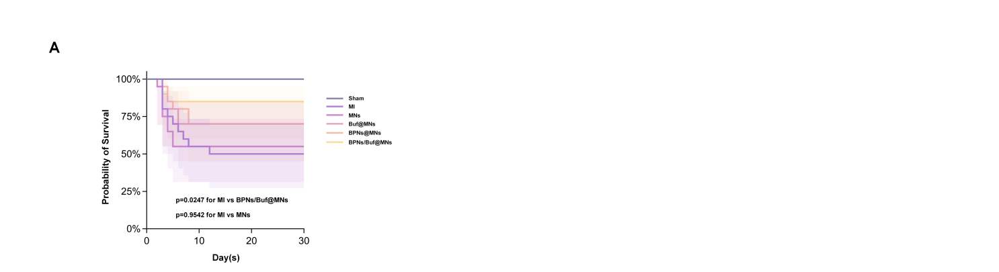 A
100%
75%
50%
25%
0%
Probability of Survival
0
10
20
30
Day(s)
p=0.0247 for MI vs BPNs/Buf@MNs
p=0.9542 for MI vs MNs
Sham
MI
MNs
Buf@MNs
BPNs@MNs
BPNs/Buf@MNs